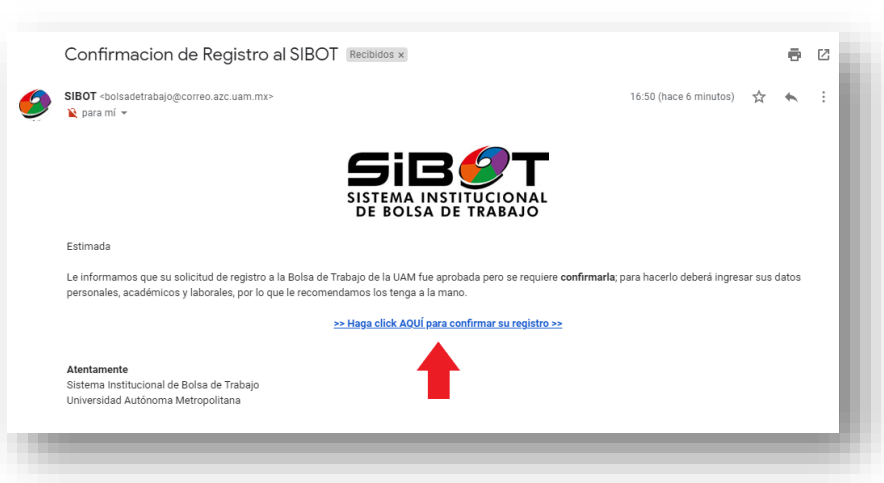 Confirmacion de Registro al SIBOT Recibidos x
SIBOT <bolsadetrabajo@correo.azc.uam.mx> 16:50 (hace 6 minutos)
para mí
SiBOT
SISTEMA INSTITUCIONAL
DE BOLSA DE TRABAJO
Estimada
Le informamos que su solicitud de registro a la Bolsa de Trabajo de la UAM fue aprobada pero se requiere confirmarla; para hacerlo deberá ingresar sus datos
personales, académicos y laborales, por lo que le recomendamos los tenga a la mano.
>> Haga click AQUÍ para confirmar su registro >>
Atentamente
Sistema Institucional de Bolsa de Trabajo
Universidad Autónoma Metropolitana